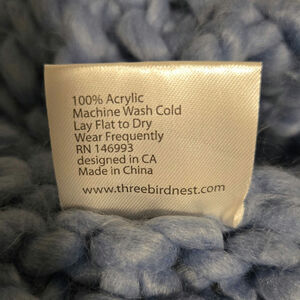 100% Acrylic
Machine Wash Cold
Lay Flat to Dry
Wear Frequently
RN 146993
designed in CA
Made in China
www.threebirdnest.com